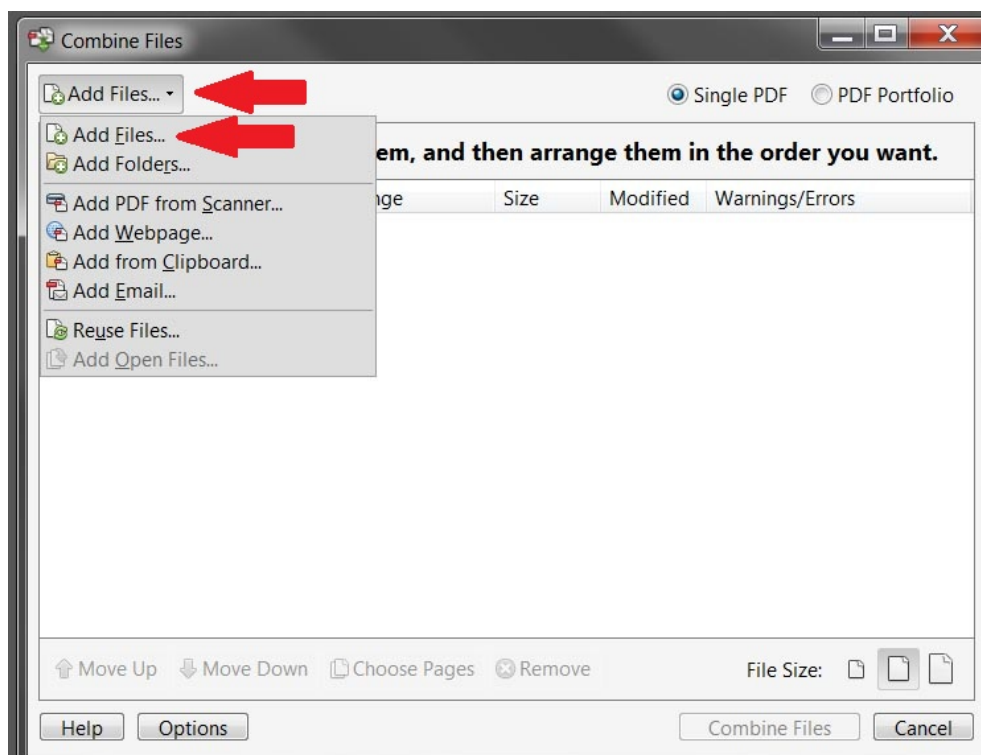 Combine Files
Add Files...
Single PDF PDF Portfolio
Add Files...
em, and then arrange them in the order you want.
Add Folders...
Size Modified Warnings/Errors
Add PDF from Scanner...
Add Webpage...
Add from Clipboard...
Add Email...
Reuse Files...
Add Open Files...
Move Up Move Down Choose Pages Remove File Size:
Help Options Combine Files Cancel